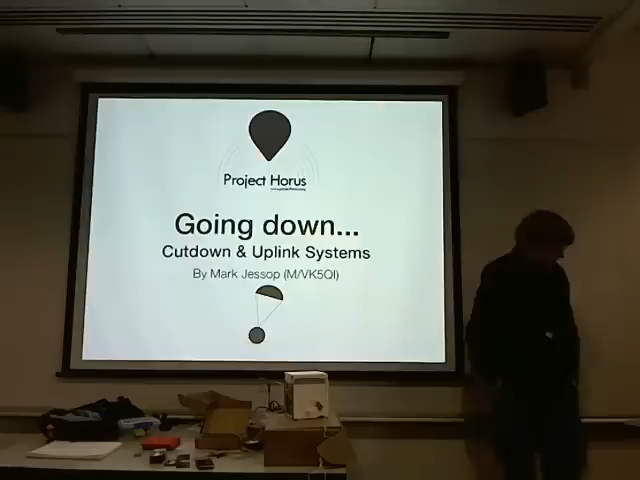 Project Horus
Going down...
Cutdown & Uplink Systems
By Mark Jessop (M/VK5QI)